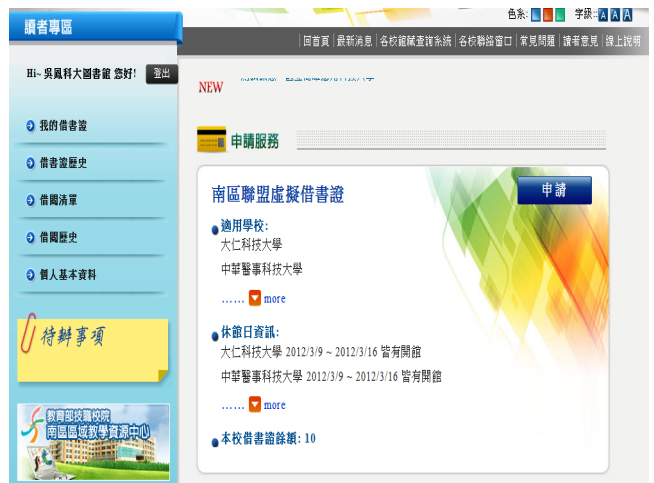 色系: 字級: A A A
讀者專區
回首頁 | 最新消息 | 各校館藏查詢系統 | 各校聯絡窗口 | 常見問題 | 讀者意見 | 線上說明
Hi~ 吳鳳科大圖書館 您好! 登出
NEW
我的借書證
借書證歷史
借閱清單
借閱歷史
個人基本資料
待辦事項
教育部技職校院
南區區域教學資源中心
申請服務
南區聯盟虛擬借書證
申請
適用學校:
大仁科技大學
中華醫事科技大學
...... more
休館日資訊:
大仁科技大學 2012/3/9 ~ 2012/3/16 皆有開館
中華醫事科技大學 2012/3/9 ~ 2012/3/16 皆有開館
...... more
本校借書證餘額: 10